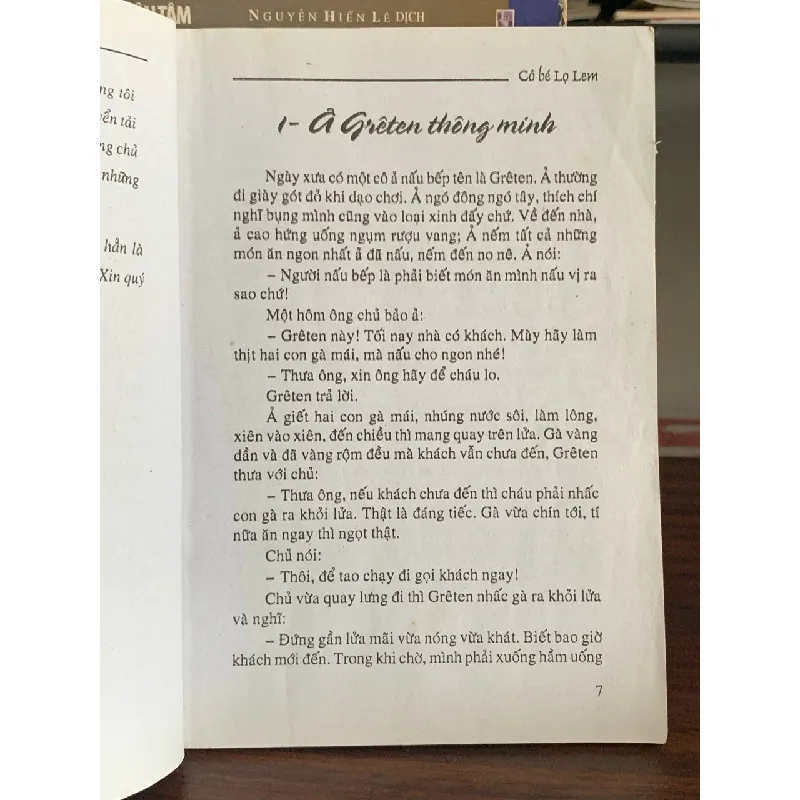 NGUYỄN HIẾN LÊ DỊCH
ng tôi
ển tải
ng chủ
những
hẳn là
Xin quý
Cô bé Lọ Lem
1- Ả Grêten thông minh
Ngày xưa có một cô ả nấu bếp tên là Grêten. Ả thường
đi giày gót đỏ khi dạo chơi. Ả ngó đông ngó tây, thích chí
nghĩ bụng mình cũng vào loại xinh đấy chứ. Về đến nhà,
ả cao hứng uống ngụm rượu vang; Ả nếm tất cả những
món ăn ngon nhất ả đã nấu, nếm đến no nê. Ả nói:
– Người nấu bếp là phải biết món ăn mình nấu vị ra
sao chứ!
Một hôm ông chủ bảo ả:
– Grêten này! Tối nay nhà có khách. Mày hãy làm
thịt hai con gà mái, mà nấu cho ngon nhé!
– Thưa ông, xin ông hãy để cháu lo.
Grêten trả lời.
Ả giết hai con gà mái, nhúng nước sôi, làm lông,
xiên vào xiên, đến chiều thì mang quay trên lửa. Gà vàng
dần và đã vàng rộm đều mà khách vẫn chưa đến, Grêten
thưa với chủ:
– Thưa ông, nếu khách chưa đến thì cháu phải nhấc
con gà ra khỏi lửa. Thật là đáng tiếc. Gà vừa chín tới, tí
nữa ăn ngay thì ngọt thật.
Chủ nói:
– Thôi, để tao chạy đi gọi khách ngay!
Chủ vừa quay lưng đi thì Grêten nhấc gà ra khỏi lửa
và nghĩ:
– Đứng gần lửa mãi vừa nóng vừa khát. Biết bao giờ
khách mới đến. Trong khi chờ, mình phải xuống hầm uống
7